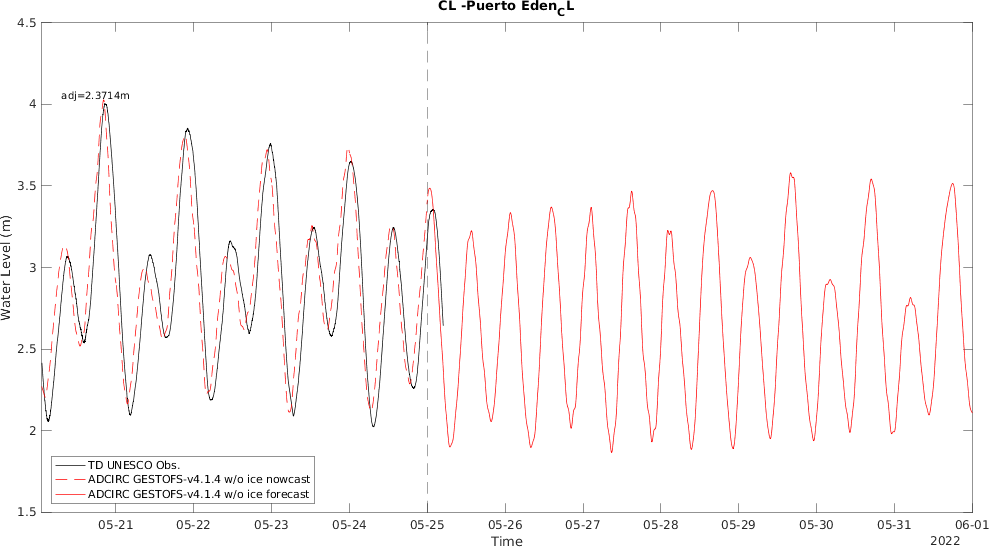 CL -Puerto Eden_CL
4.5
4
3.5
3
2.5
2
1.5
Water Level (m)
adj=2.3714m
TD UNESCO Obs.
ADCIRC GESTOFS-v4.1.4 w/o ice nowcast
ADCIRC GESTOFS-v4.1.4 w/o ice forecast
05-21 05-22 05-23 05-24 05-25 05-26 05-27 05-28 05-29 05-30 05-31 06-01
Time
2022